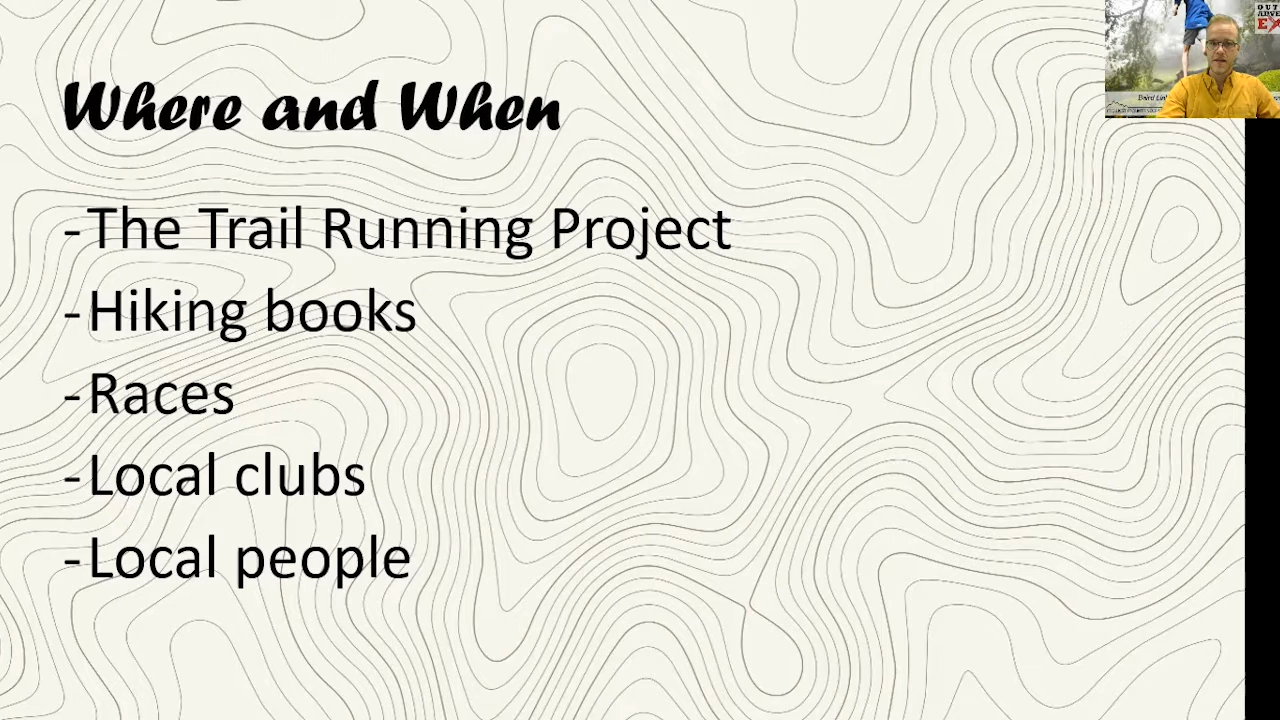 Where and When
-The Trail Running Project
-Hiking books
-Races
-Local clubs
-Local people